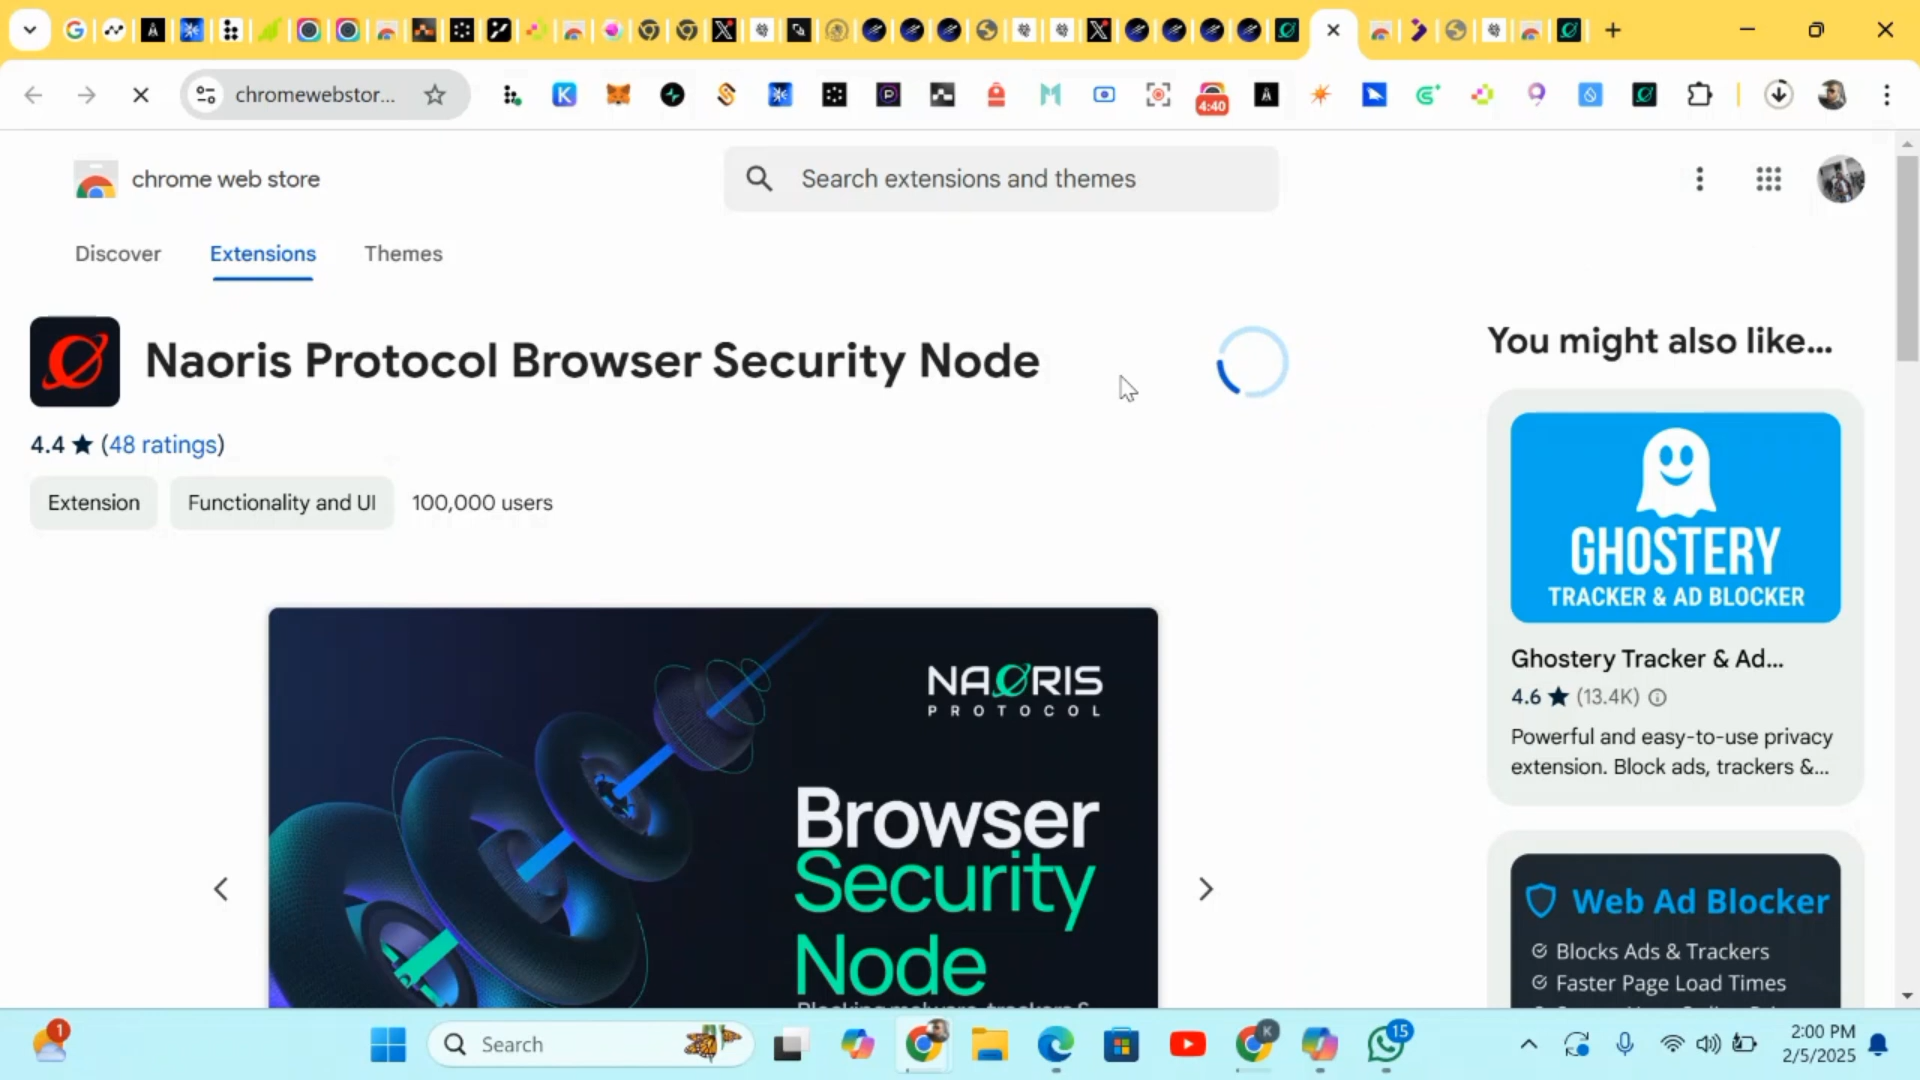 chromewebstor...
4:40
chrome web store
Search extensions and themes
Discover
Extensions
Themes
Naoris Protocol Browser Security Node
4.4 ★ (48 ratings)
Extension
Functionality and UI
100,000 users
NAORIS
PROTOCOL
Browser
Security
Node
You might also like...
GHOSTERY
TRACKER & AD BLOCKER
Ghostery Tracker & Ad...
4.6 ★ (13.4K)
Powerful and easy-to-use privacy
extension. Block ads, trackers &...
Web Ad Blocker
Blocks Ads & Trackers
Faster Page Load Times
1
Search
K
15
2:00 PM
2/5/2025